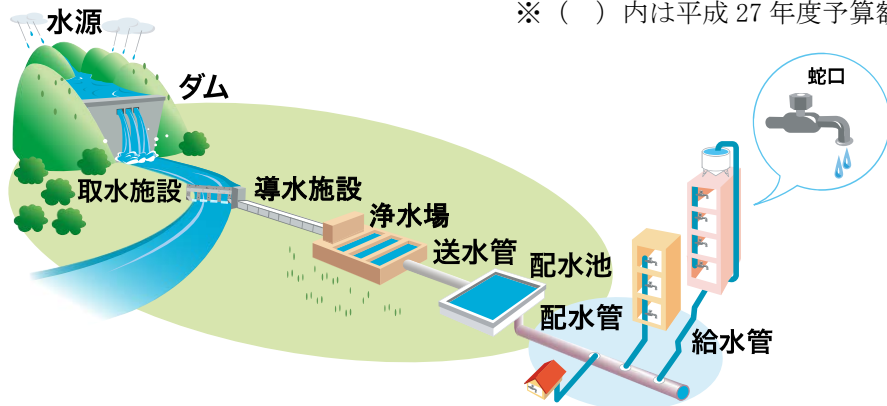 ※（　）内は平成 27 年度予算額
水源
ダム
蛇口
取水施設
導水施設
浄水場
送水管
配水池
配水管
給水管